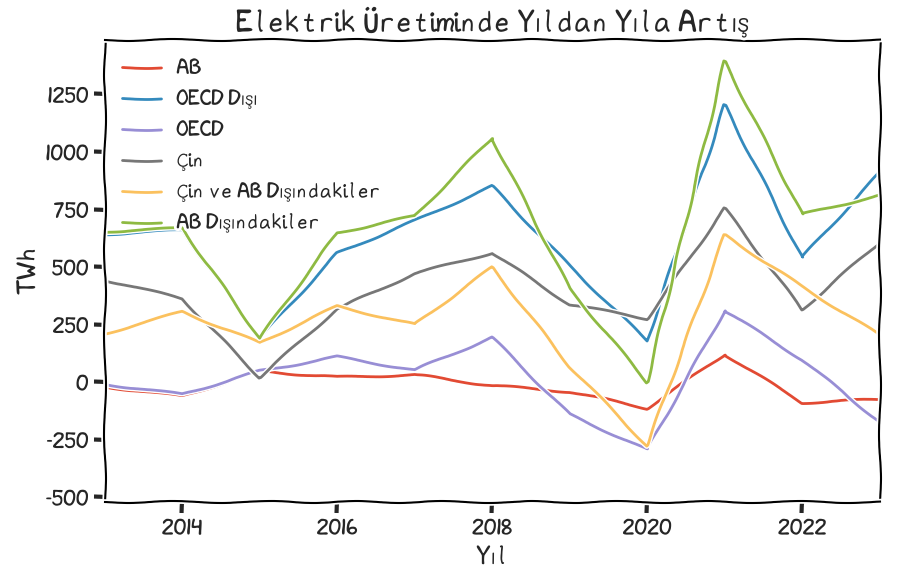 Elektrik Üretiminde Yıldan Yıla Artış
AB
OECD Dışı
OECD
Çin
Çin ve AB Dışındakiler
AB Dışındakiler
TWh
1250
1000
750
500
250
0
-250
-500
2014 2016 2018 2020 2022
Yıl